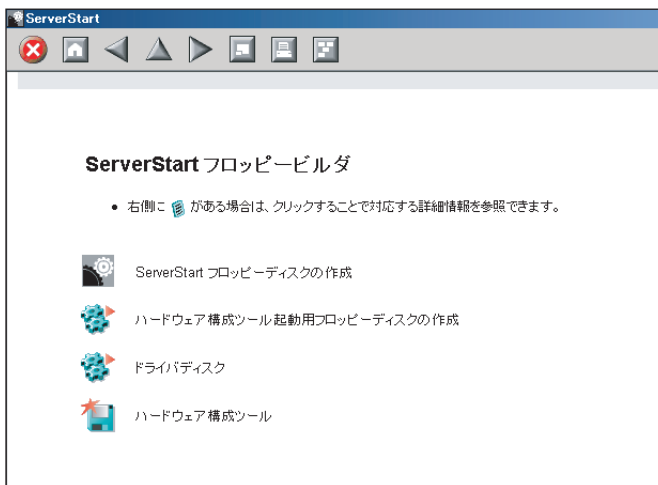 ServerStart
ServerStart フロッピービルダ
• 右側に がある場合は、クリックすることで対応する詳細情報を参照できます。
ServerStart フロッピーディスクの作成
ハードウェア構成ツール起動用フロッピーディスクの作成
ドライバディスク
ハードウェア構成ツール